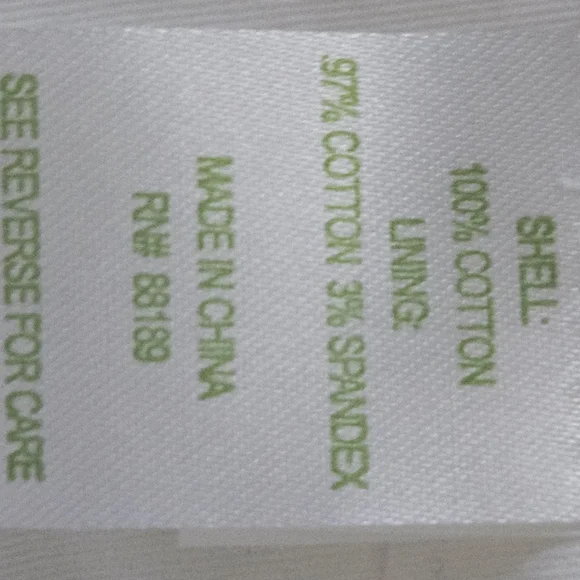 SHELL:
100% COTTON
LINING:
97% COTTON 3% SPANDEX
MADE IN CHINA
RN# 88189
SEE REVERSE FOR CARE